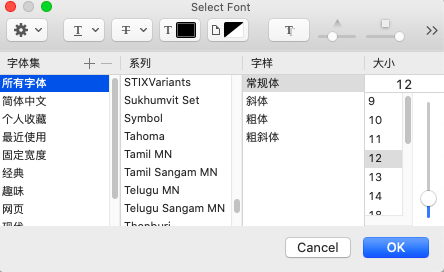 Select Font
T T T T
字体集 系列 字样 大小
所有字体
简体中文
个人收藏
最近使用
固定宽度
经典
趣味
网页
现代
STIXVariants
Sukhumvit Set
Symbol
Tahoma
Tamil MN
Tamil Sangam MN
Telugu MN
Telugu Sangam MN
Thonburi
常规体
斜体
粗体
粗斜体
12
9
10
11
12
13
14
18
Cancel OK